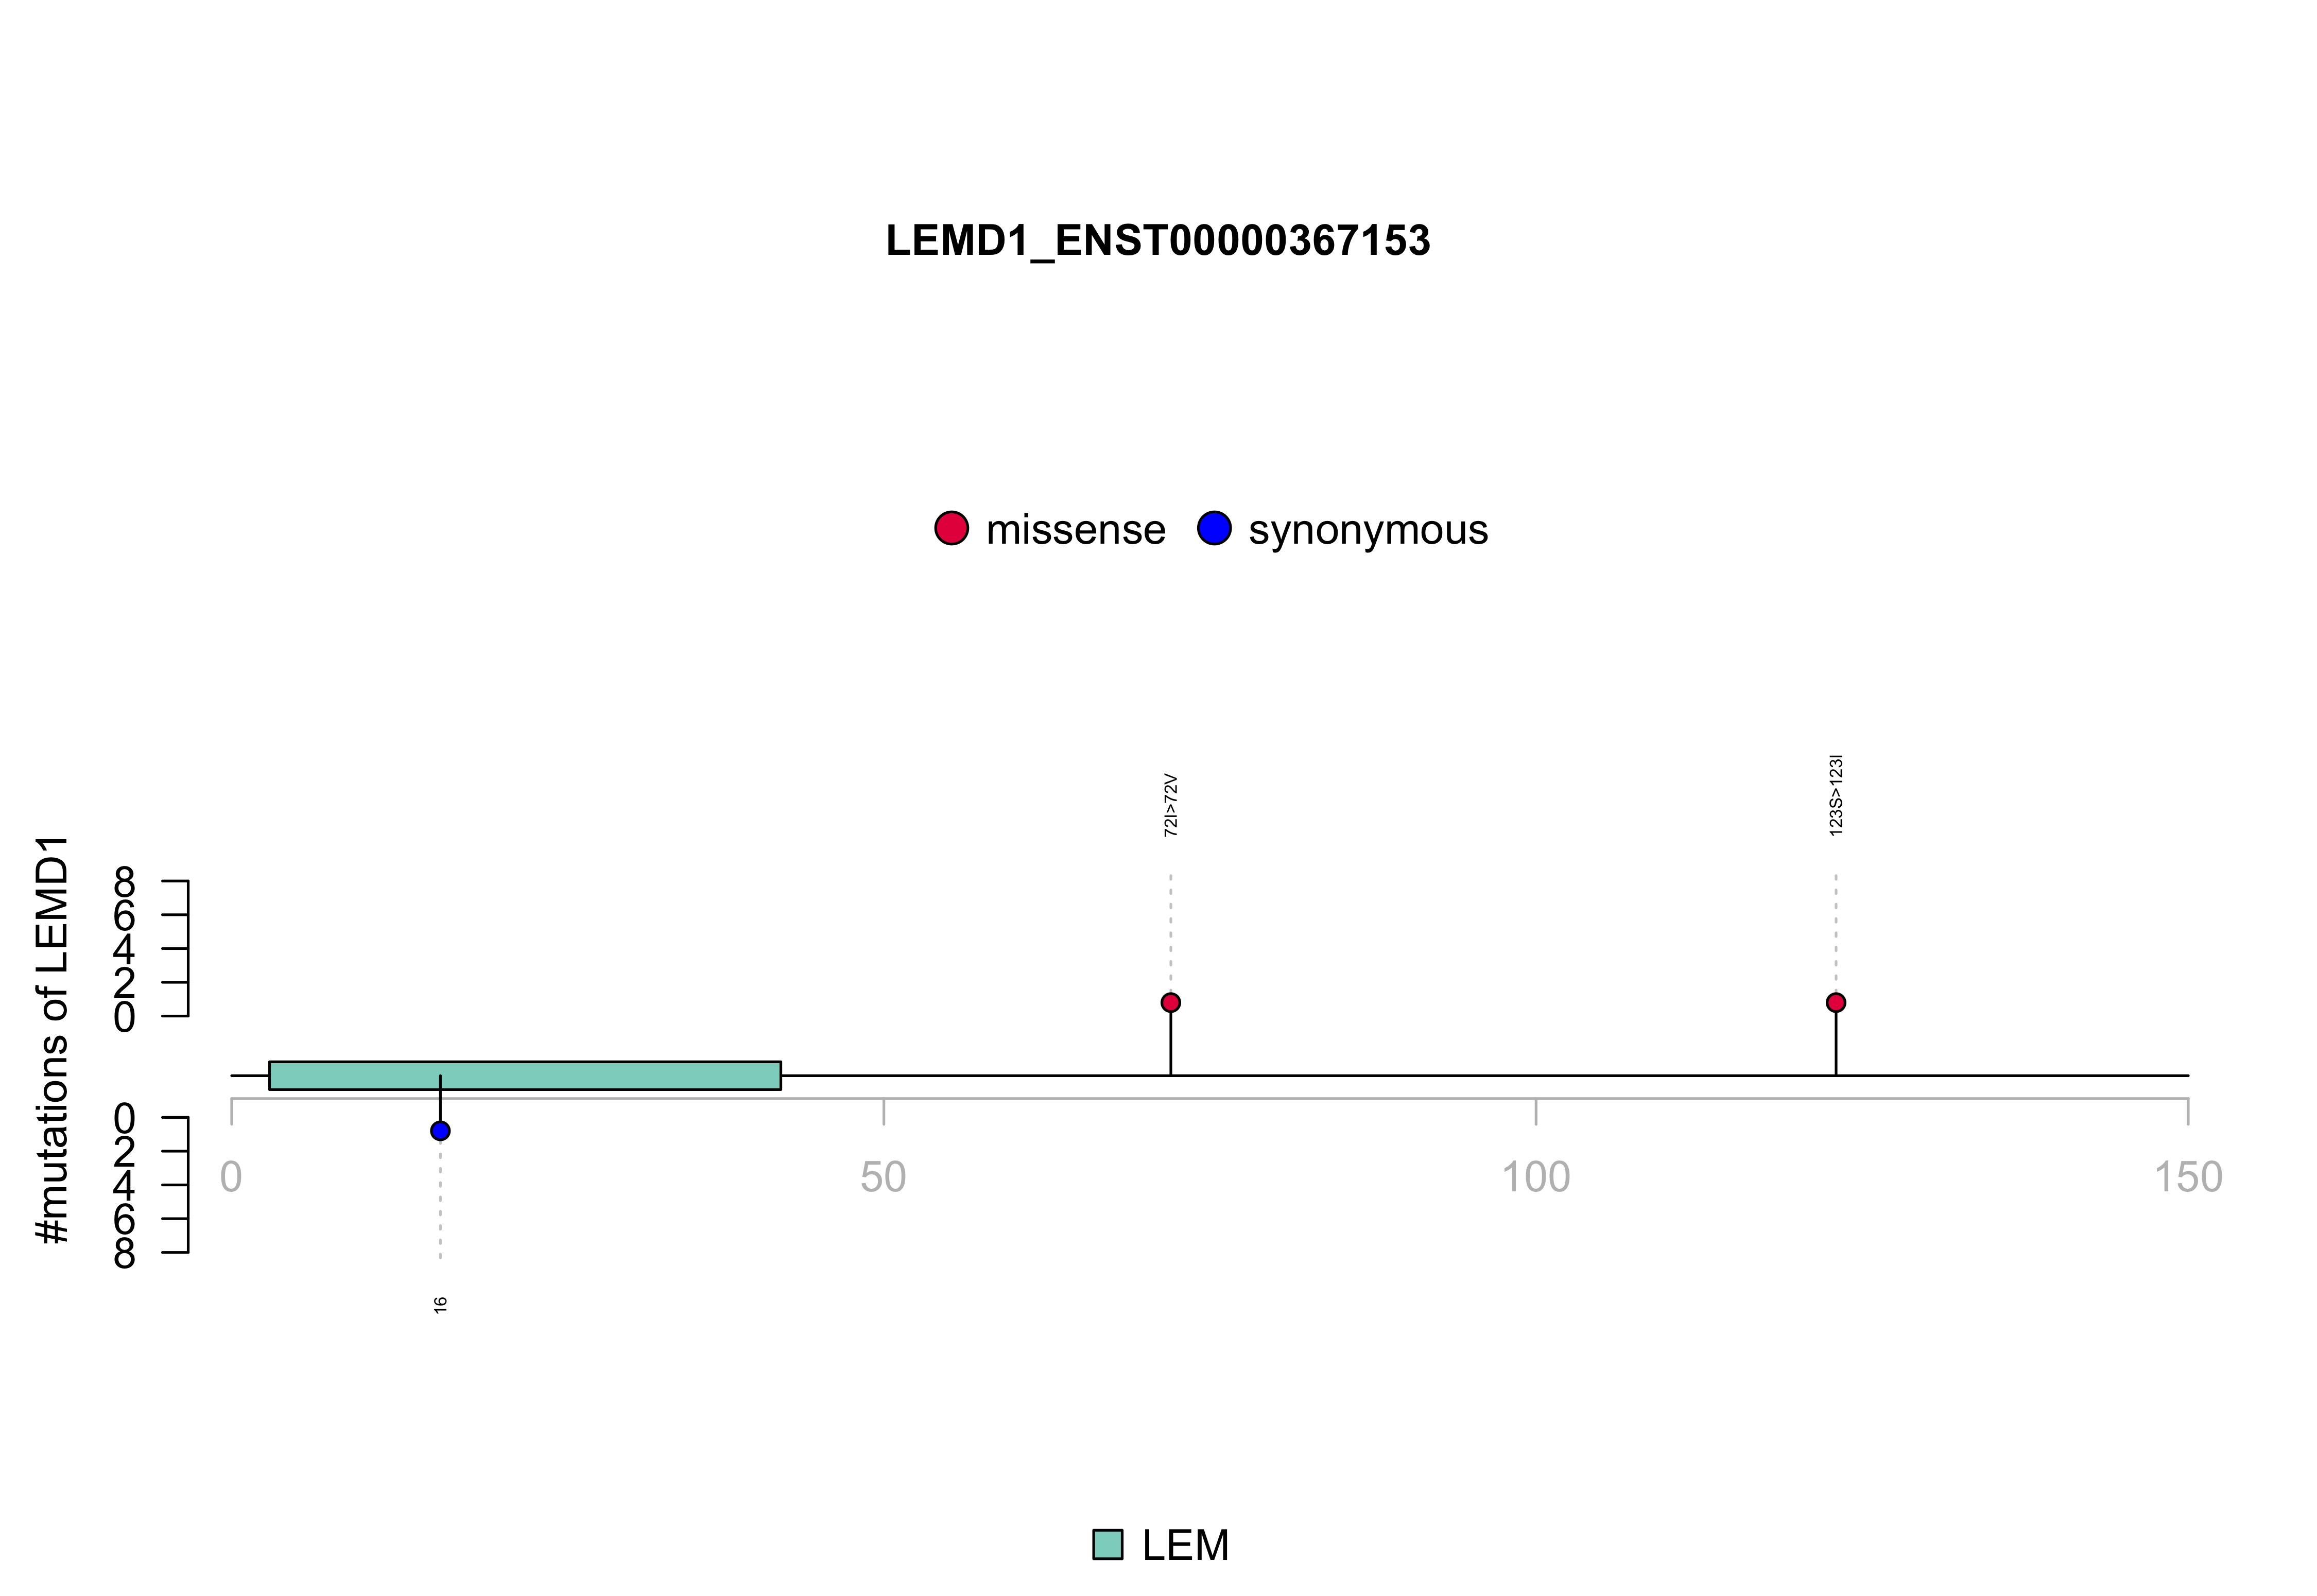 LEMD1_ENST00000367153
missense
synonymous
72I>72V
123S>123I
#mutations of LEMD1
8
6
4
2
0
0
2
4
6
8
0
50
100
150
16
LEM